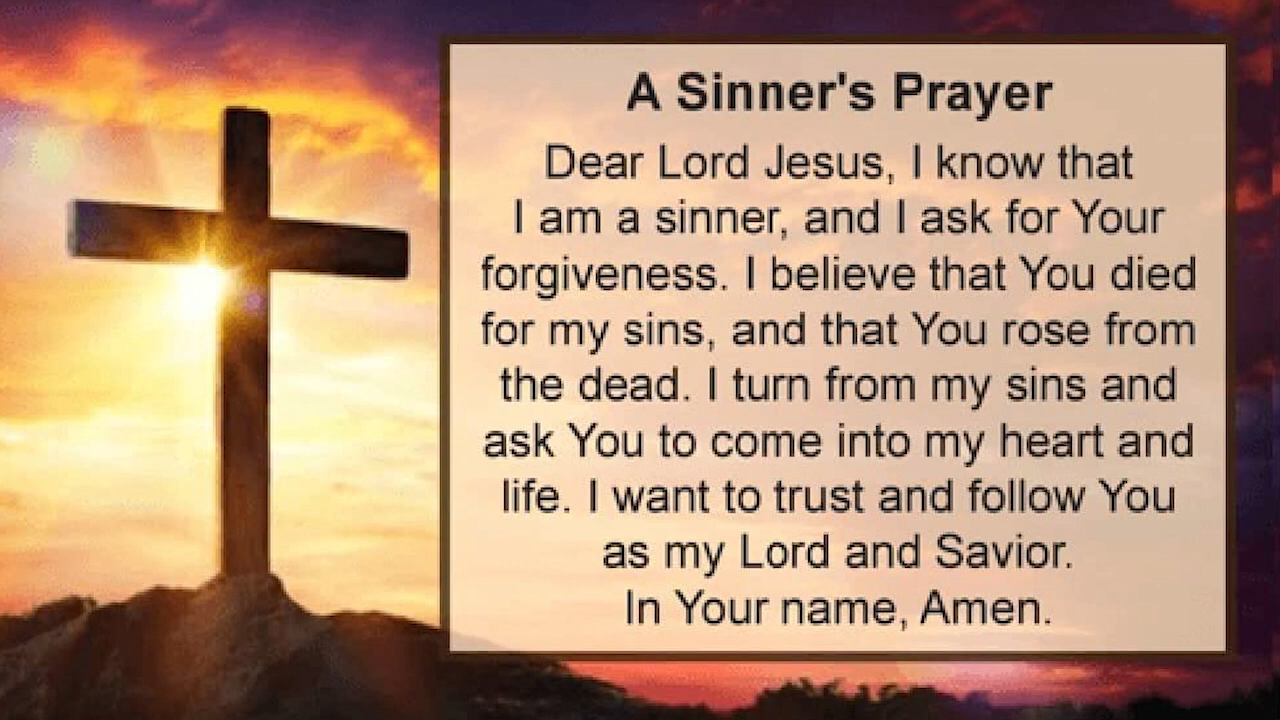 A Sinner's Prayer
Dear Lord Jesus, I know that
I am a sinner, and I ask for Your
forgiveness. I believe that You died
for my sins, and that You rose from
the dead. I turn from my sins and
ask You to come into my heart and
life. I want to trust and follow You
as my Lord and Savior.
In Your name, Amen.